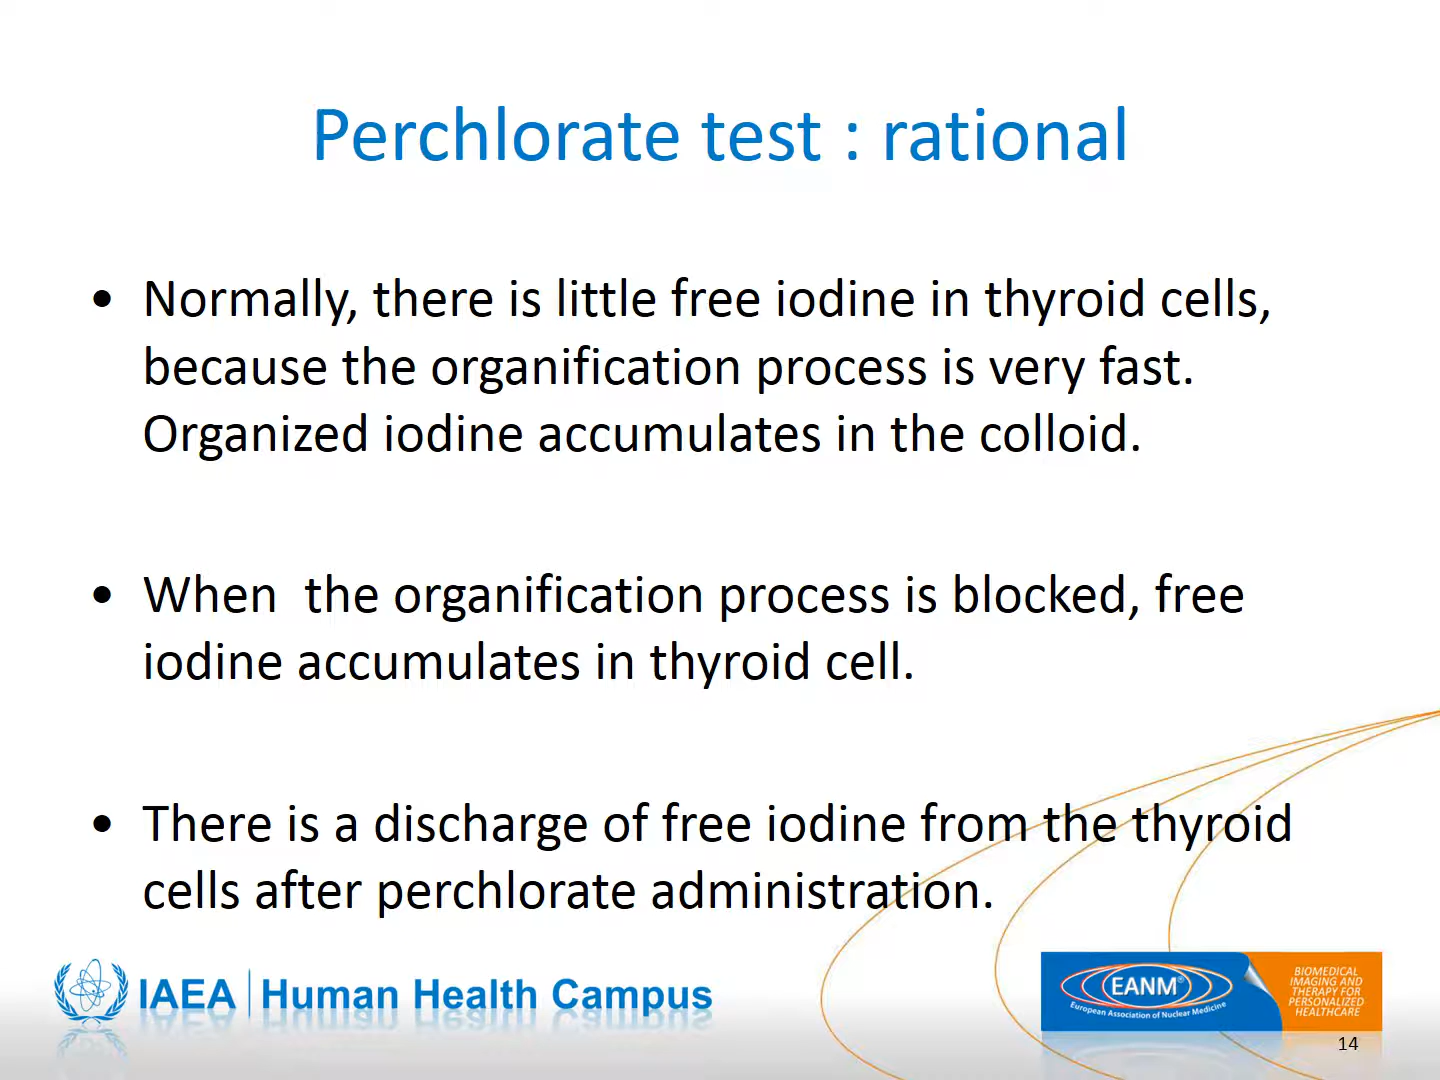 Perchlorate test : rational
• Normally, there is little free iodine in thyroid cells,
because the organification process is very fast.
Organized iodine accumulates in the colloid.
• When  the organification process is blocked, free
iodine accumulates in thyroid cell.
• There is a discharge of free iodine from the thyroid
cells after perchlorate administration.
IAEA | Human Health Campus
EANM®
European Association of Nuclear Medicine
BIOMEDICAL
IMAGING AND
THERAPY FOR
PERSONALIZED
HEALTHCARE
14